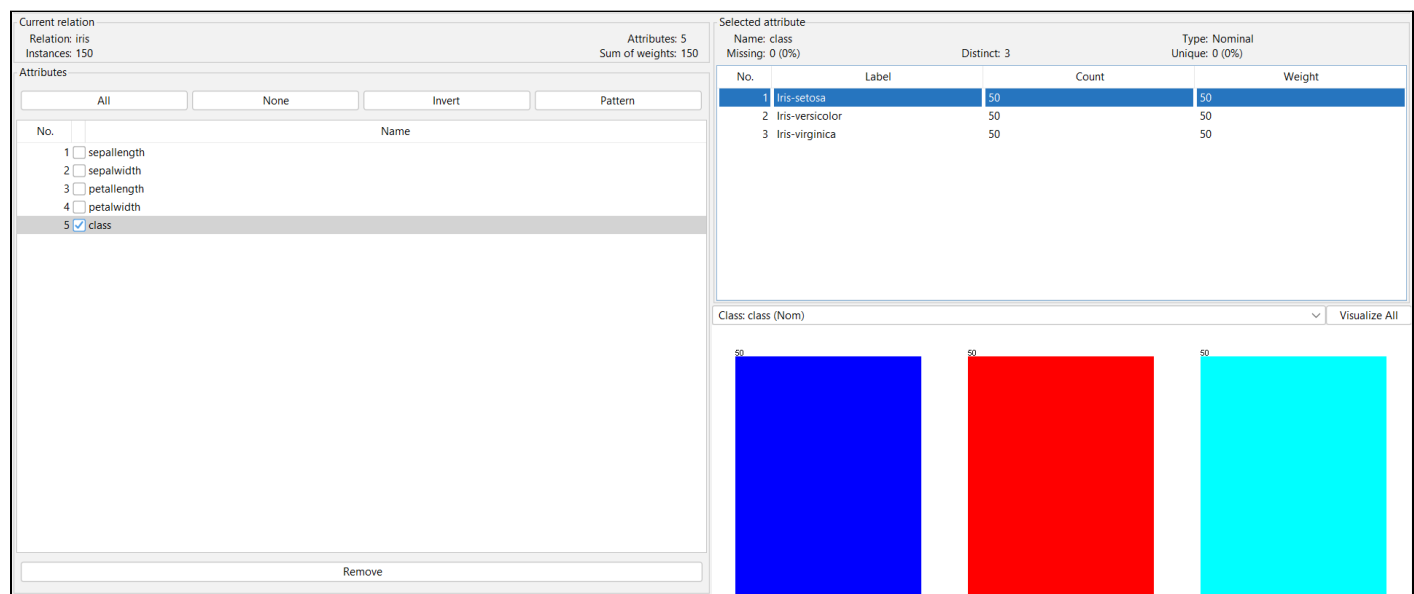 Current relation
Relation: iris Attributes: 5
Instances: 150 Sum of weights: 150
Attributes
All None Invert Pattern
No. Name
1 sepallength
2 sepalwidth
3 petallength
4 petalwidth
5 class
Remove
Selected attribute
Name: class Type: Nominal
Missing: 0 (0%) Distinct: 3 Unique: 0 (0%)
No. Label Count Weight
1 Iris-setosa 50 50
2 Iris-versicolor 50 50
3 Iris-virginica 50 50
Class: class (Nom) Visualize All
50 50 50